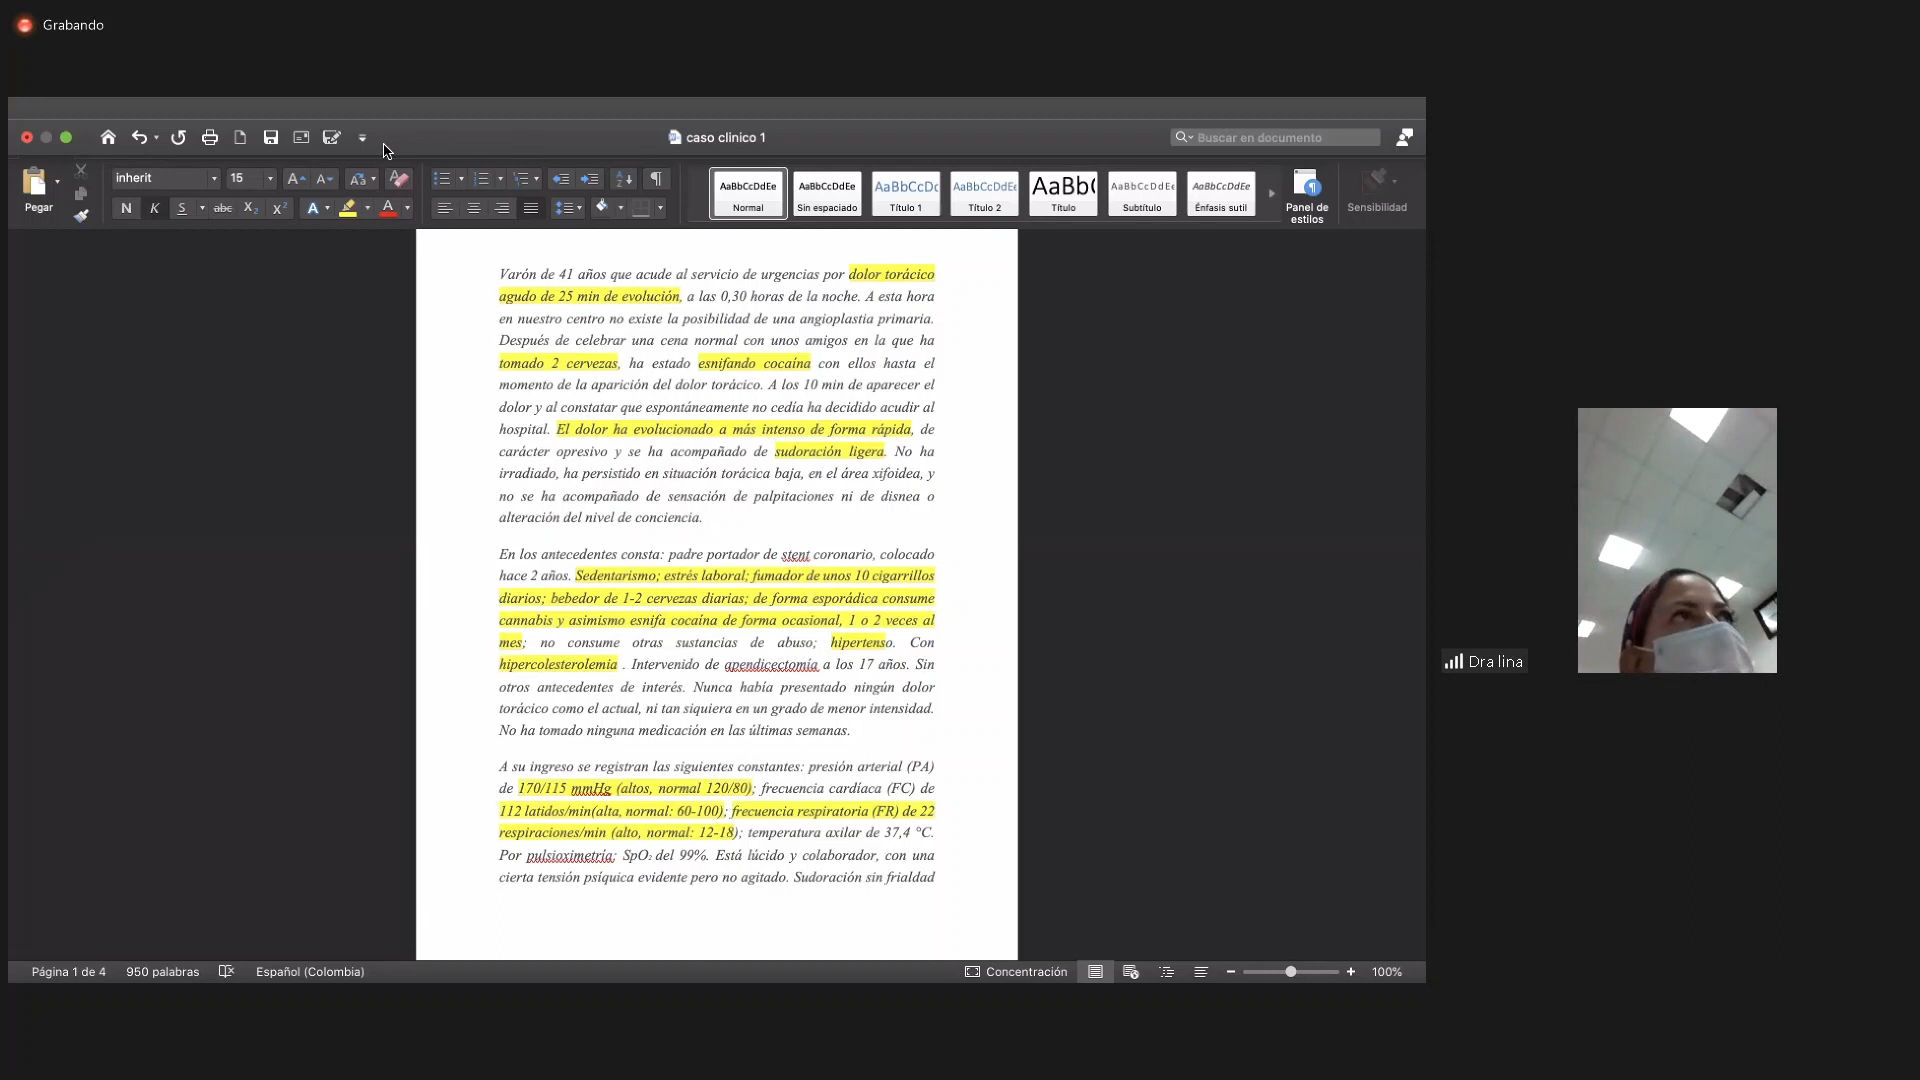 Grabando
caso clinico 1
Buscar en documento
Pegar
inherit
15
N K S abc X₂ X² A A
AaBbCcDdEe
Normal
AaBbCcDdEe
Sin espaciado
AaBbCcDc
Título 1
AaBbCcDdEe
Título 2
AaBb(
Título
AaBbCcDdEe
Subtítulo
AaBbCcDdEe
Énfasis sutil
Panel de
estilos
Sensibilidad
Varón de 41 años que acude al servicio de urgencias por dolor torácico
agudo de 25 min de evolución, a las 0,30 horas de la noche. A esta hora
en nuestro centro no existe la posibilidad de una angioplastia primaria.
Después de celebrar una cena normal con unos amigos en la que ha
tomado 2 cervezas, ha estado esnifando cocaína con ellos hasta el
momento de la aparición del dolor torácico. A los 10 min de aparecer el
dolor y al constatar que espontáneamente no cedía ha decidido acudir al
hospital. El dolor ha evolucionado a más intenso de forma rápida, de
carácter opresivo y se ha acompañado de sudoración ligera. No ha
irradiado, ha persistido en situación torácica baja, en el área xifoidea, y
no se ha acompañado de sensación de palpitaciones ni de disnea o
alteración del nivel de conciencia.
En los antecedentes consta: padre portador de stent coronario, colocado
hace 2 años. Sedentarismo; estrés laboral; fumador de unos 10 cigarrillos
diarios; bebedor de 1-2 cervezas diarias; de forma esporádica consume
cannabis y asimismo esnifa cocaína de forma ocasional, 1 o 2 veces al
mes; no consume otras sustancias de abuso; hipertenso. Con
hipercolesterolemia . Intervenido de apendicectomía a los 17 años. Sin
otros antecedentes de interés. Nunca había presentado ningún dolor
torácico como el actual, ni tan siquiera en un grado de menor intensidad.
No ha tomado ninguna medicación en las últimas semanas.
A su ingreso se registran las siguientes constantes: presión arterial (PA)
de 170/115 mmHg (altos, normal 120/80); frecuencia cardíaca (FC) de
112 latidos/min(alta, normal: 60-100); frecuencia respiratoria (FR) de 22
respiraciones/min (alto, normal: 12-18); temperatura axilar de 37,4 °C.
Por pulsioximetría: SpO₂ del 99%. Está lúcido y colaborador, con una
cierta tensión psíquica evidente pero no agitado. Sudoración sin frialdad
Dra lina
Página 1 de 4
950 palabras
Español (Colombia)
Concentración
100%